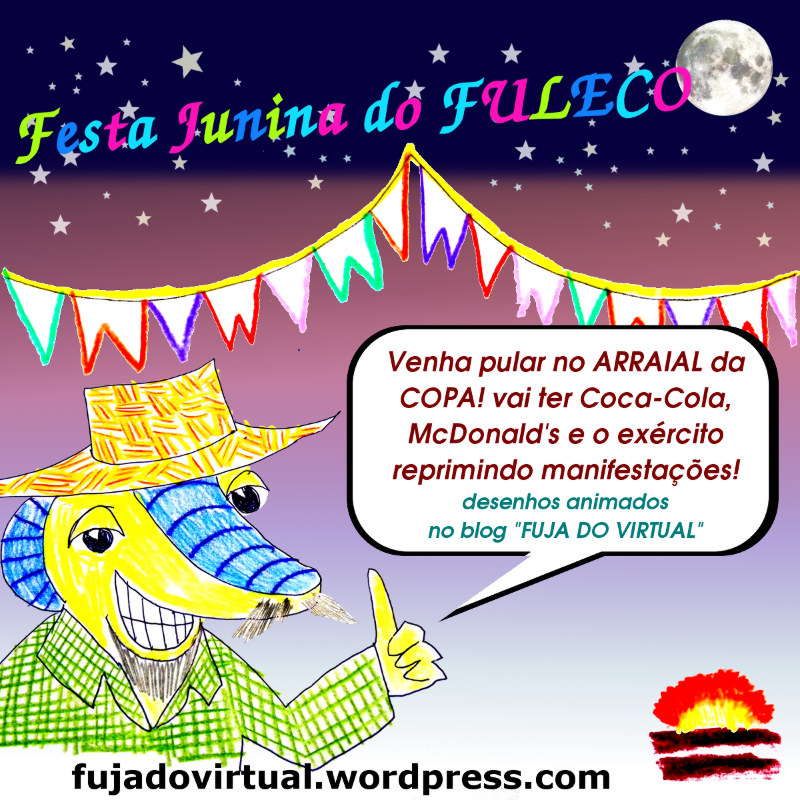 Festa Junina do FULECO
Venha pular no ARRAIAL da
COPA! vai ter Coca-Cola,
McDonald's e o exército
reprimindo manifestações!
desenhos animados
no blog "FUJA DO VIRTUAL"
fujadovirtual.wordpress.com